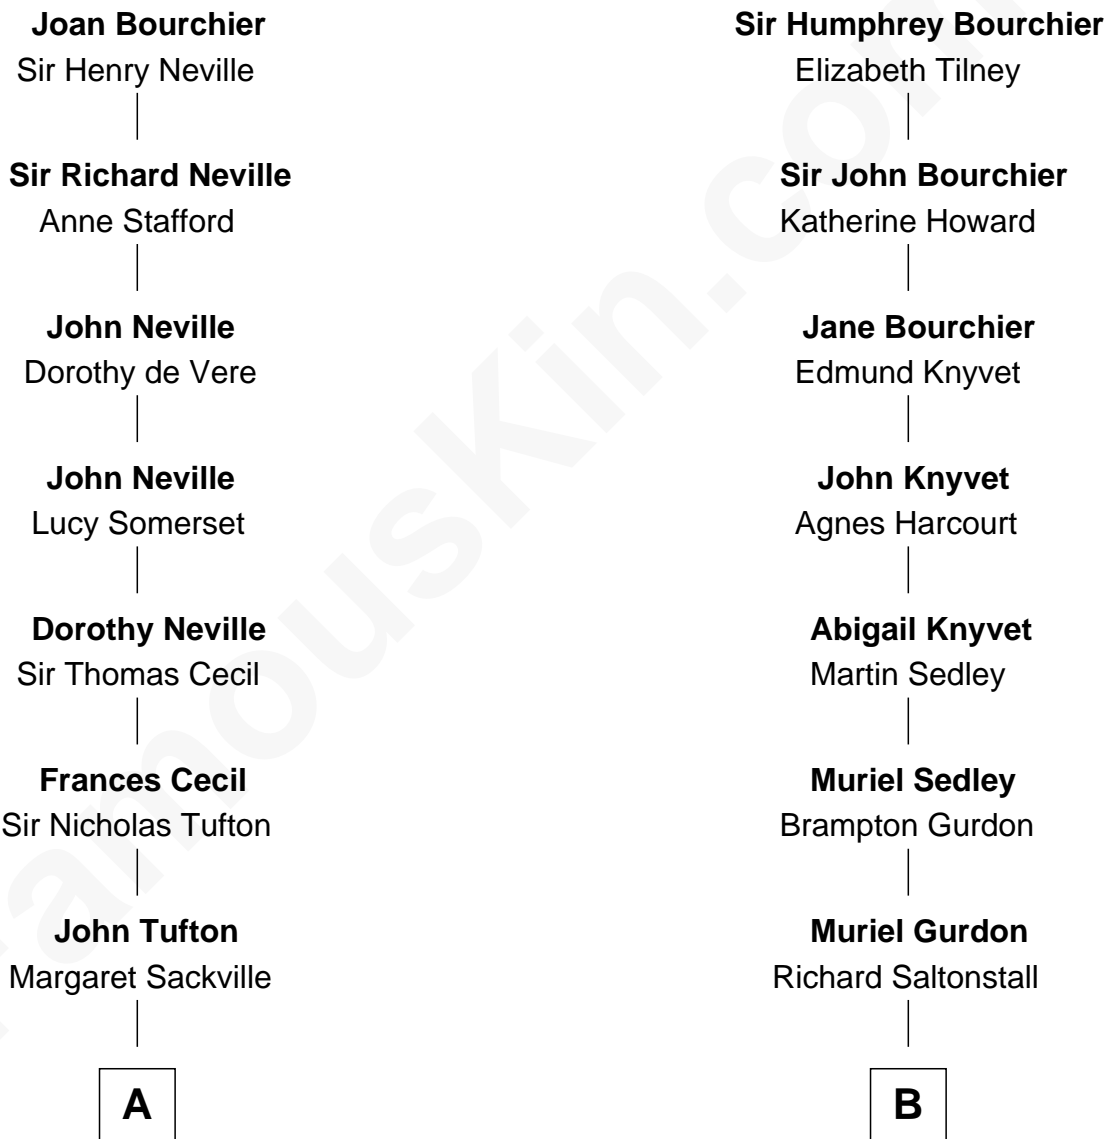 Joan Bourchier
Sir Henry Neville
Sir Richard Neville
Anne Stafford
John Neville
Dorothy de Vere
John Neville
Lucy Somerset
Dorothy Neville
Sir Thomas Cecil
Frances Cecil
Sir Nicholas Tufton
John Tufton
Margaret Sackville
A
Sir Humphrey Bourchier
Elizabeth Tilney
Sir John Bourchier
Katherine Howard
Jane Bourchier
Edmund Knyvet
John Knyvet
Agnes Harcourt
Abigail Knyvet
Martin Sedley
Muriel Sedley
Brampton Gurdon
Muriel Gurdon
Richard Saltonstall
B
FamousKin.com